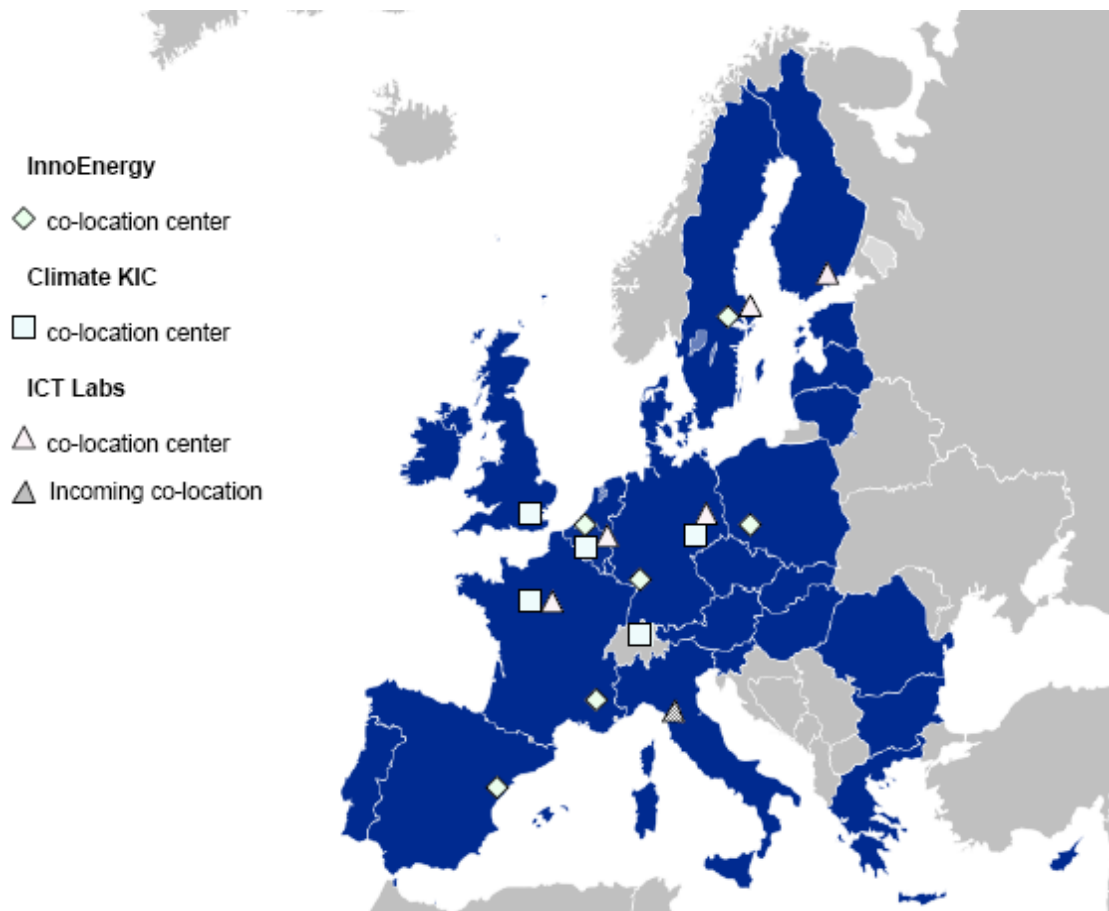 InnoEnergy
co-location center
Climate KIC
co-location center
ICT Labs
co-location center
Incoming co-location